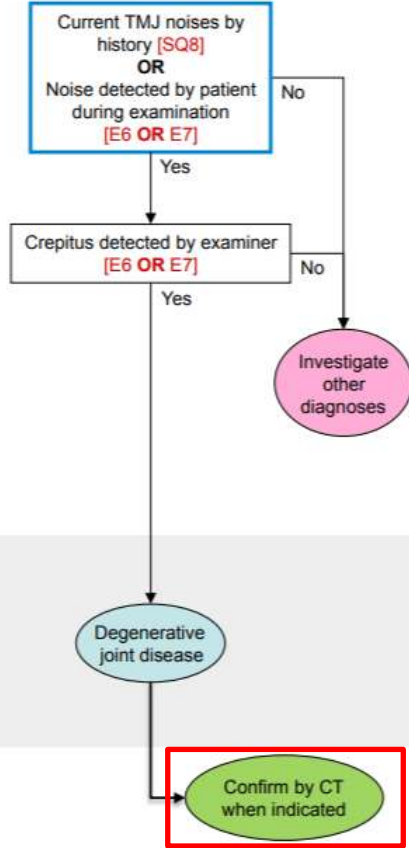 Current TMJ noises by
history [SQ8]
OR
Noise detected by patient
during examination
[E6 OR E7]
No
Yes
Crepitus detected by examiner
[E6 OR E7]
No
Yes
Investigate
other
diagnoses
Degenerative
joint disease
Confirm by CT
when indicated